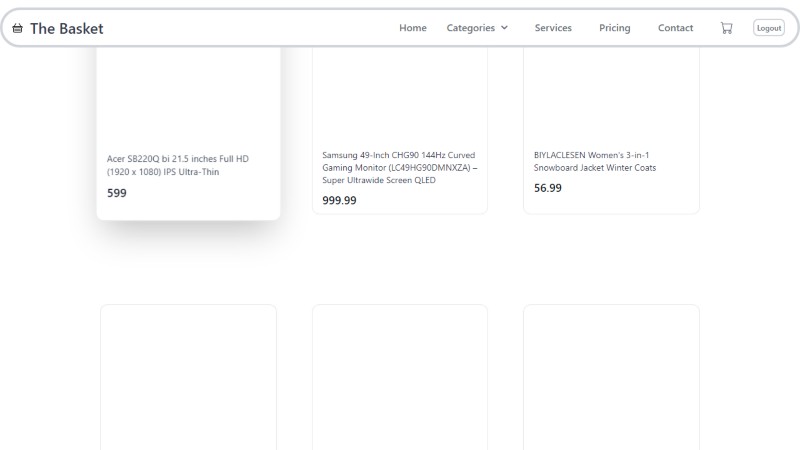 The Basket
Home
Categories
Services
Pricing
Contact
Logout
Acer SB220Q bi 21.5 inches Full HD
(1920 x 1080) IPS Ultra-Thin
599
Samsung 49-Inch CHG90 144Hz Curved
Gaming Monitor (LC49HG90DMNXZA) –
Super Ultrawide Screen QLED
999.99
BIYLACLESEN Women's 3-in-1
Snowboard Jacket Winter Coats
56.99